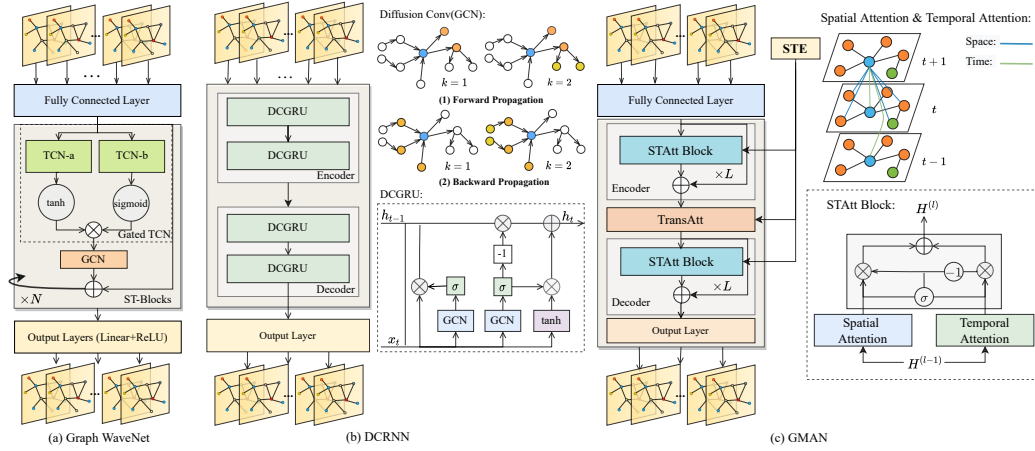 ...
...
Fully Connected Layer
TCN-a
TCN-b
tanh
sigmoid
Gated TCN
GCN
×N
ST-Blocks
Output Layers (Linear+ReLU)
...
(a) Graph WaveNet
...
DCGRU
DCGRU
Encoder
DCGRU
DCGRU
Decoder
Output Layer
...
(b) DCRNN
Diffusion Conv(GCN):
k = 1
k = 2
(1) Forward Propagation
k = 1
k = 2
(2) Backward Propagation
DCGRU:
h_{t−1}
h_t
-1
σ
σ
GCN
GCN
tanh
x_t
...
STE
Fully Connected Layer
STAtt Block
×L
Encoder
TransAtt
STAtt Block
×L
Decoder
Output Layer
...
(c) GMAN
Spatial Attention & Temporal Attention:
Space:
Time:
t + 1
t
t − 1
STAtt Block:
H^{(l)}
-1
σ
Spatial
Attention
Temporal
Attention
H^{(l−1)}